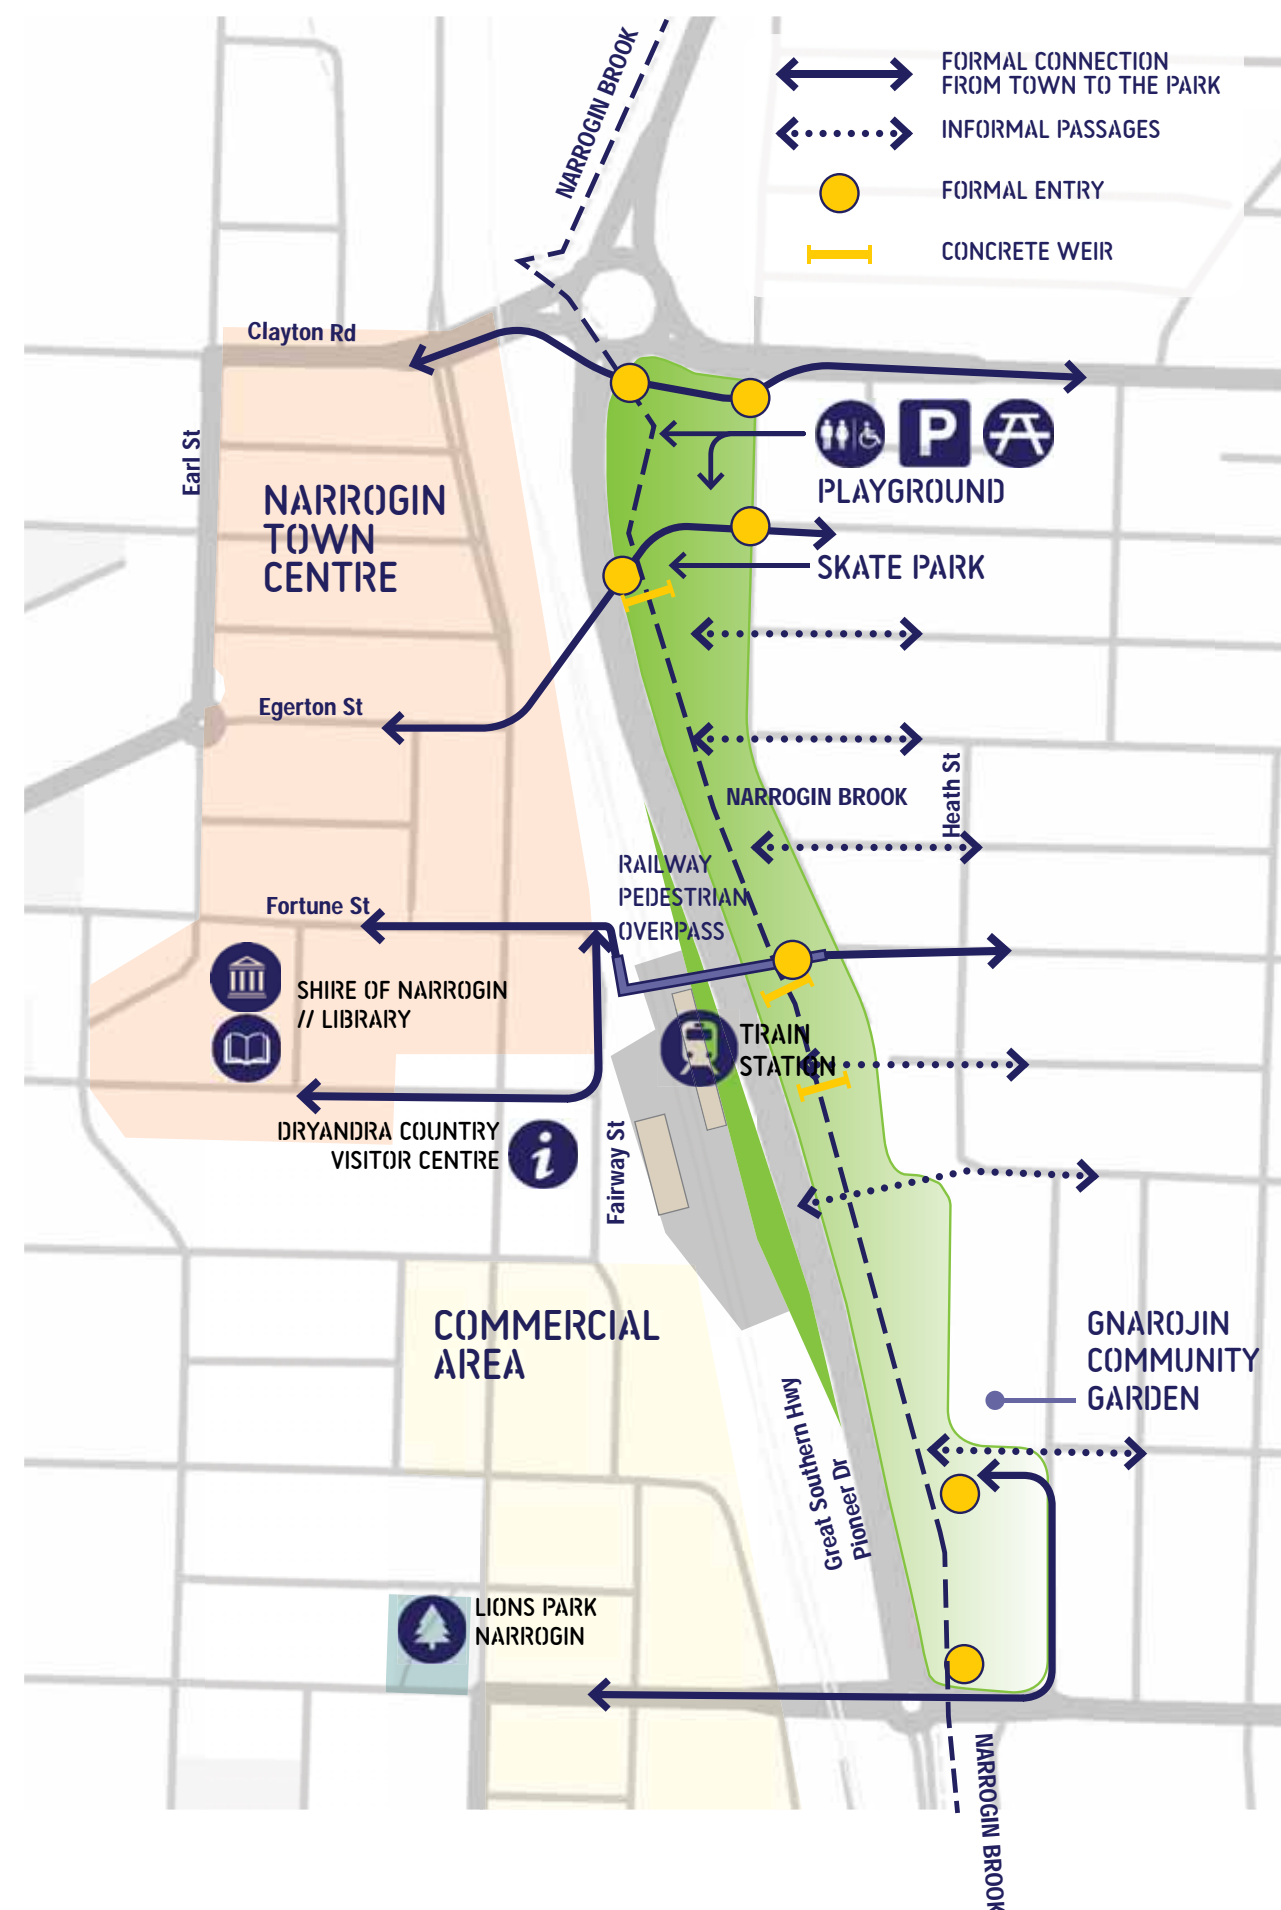 NARROGIN BROOK
FORMAL CONNECTION
FROM TOWN TO THE PARK
INFORMAL PASSAGES
FORMAL ENTRY
CONCRETE WEIR
Clayton Rd
Earl St
P
PLAYGROUND
NARROGIN
TOWN
CENTRE
SKATE PARK
Egerton St
NARROGIN BROOK
Heath St
RAILWAY
PEDESTRIAN
OVERPASS
Fortune St
SHIRE OF NARROGIN
// LIBRARY
TRAIN
STATION
DRYANDRA COUNTRY
VISITOR CENTRE
i
Fairway St
COMMERCIAL
AREA
GNAROJIN
COMMUNITY
GARDEN
Great Southern Hwy
Pioneer Dr
LIONS PARK
NARROGIN
NARROGIN BROOK